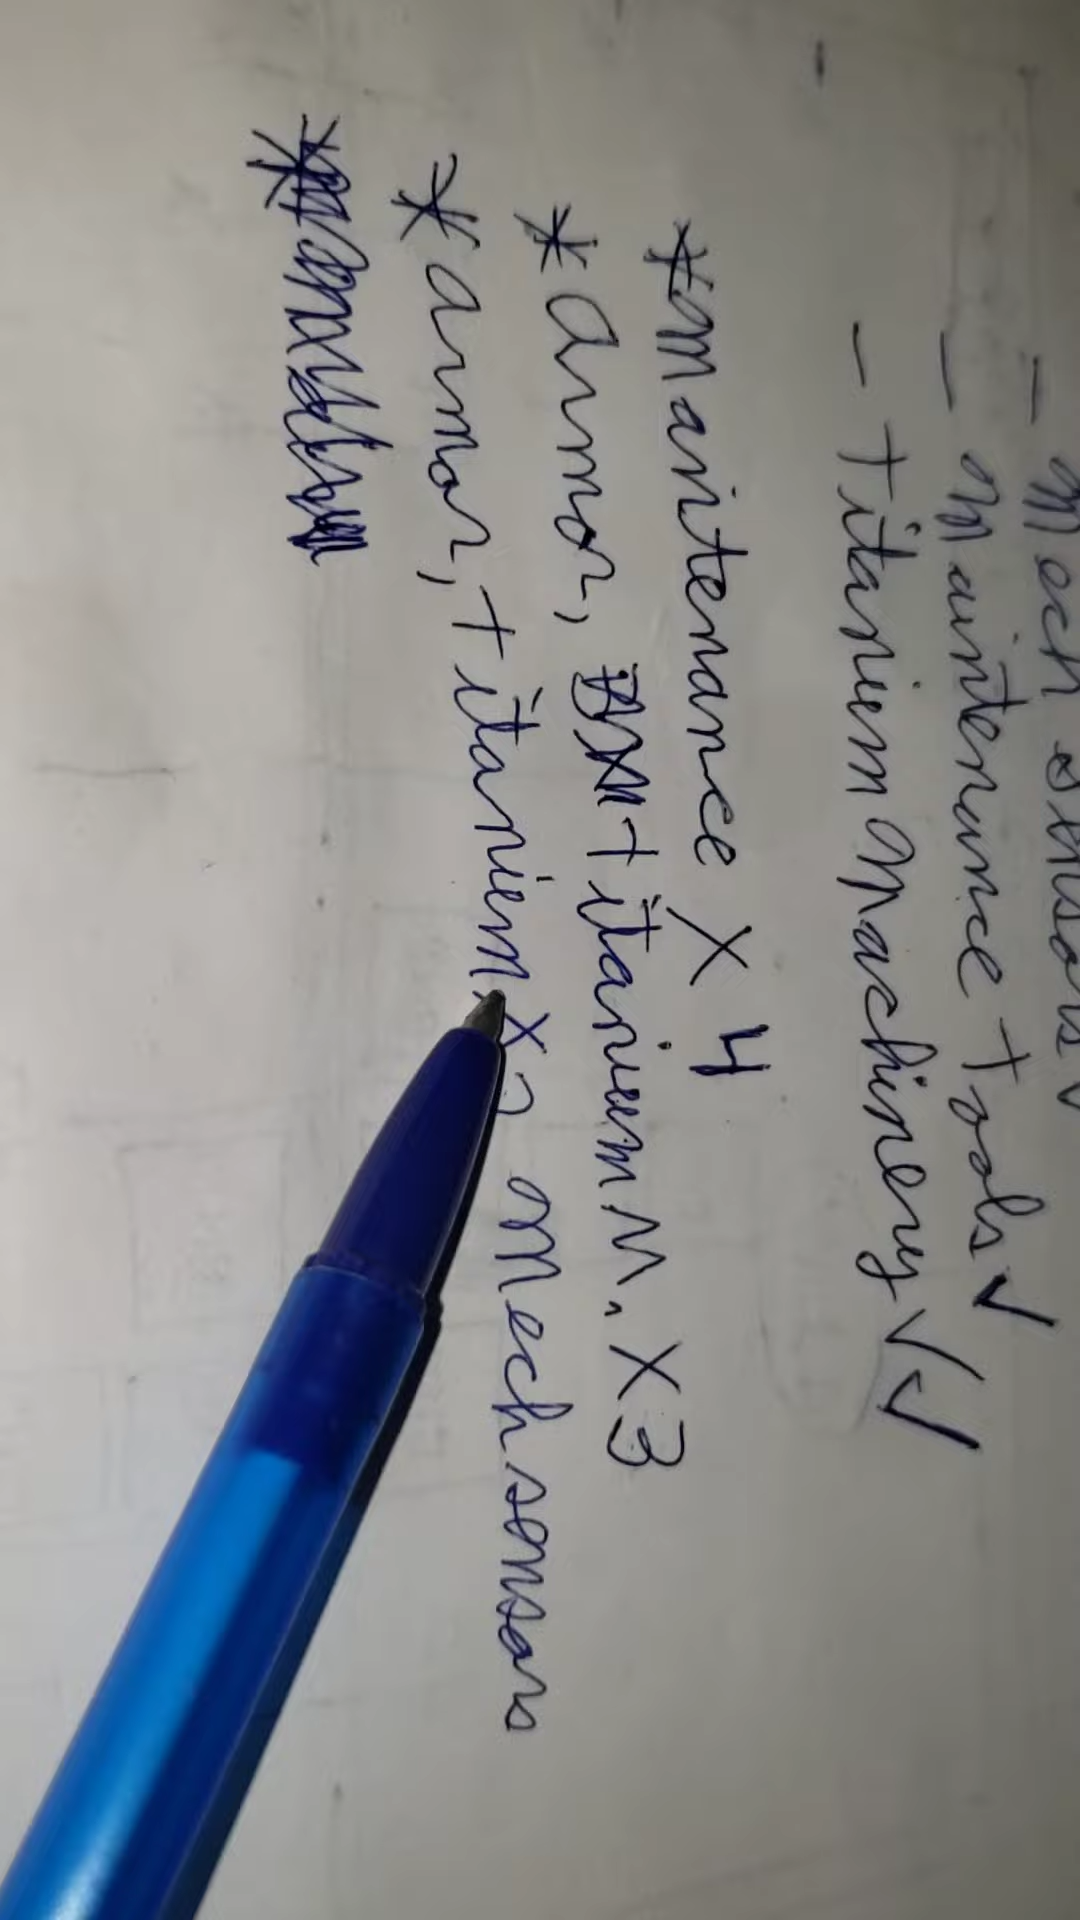 - mech sensors ✓
- maintenance tools ✓
- titanium machinery ✓✓
*maintenance X 4
*armor, titanium M. X3
*armor, titanium X2 mech sensors